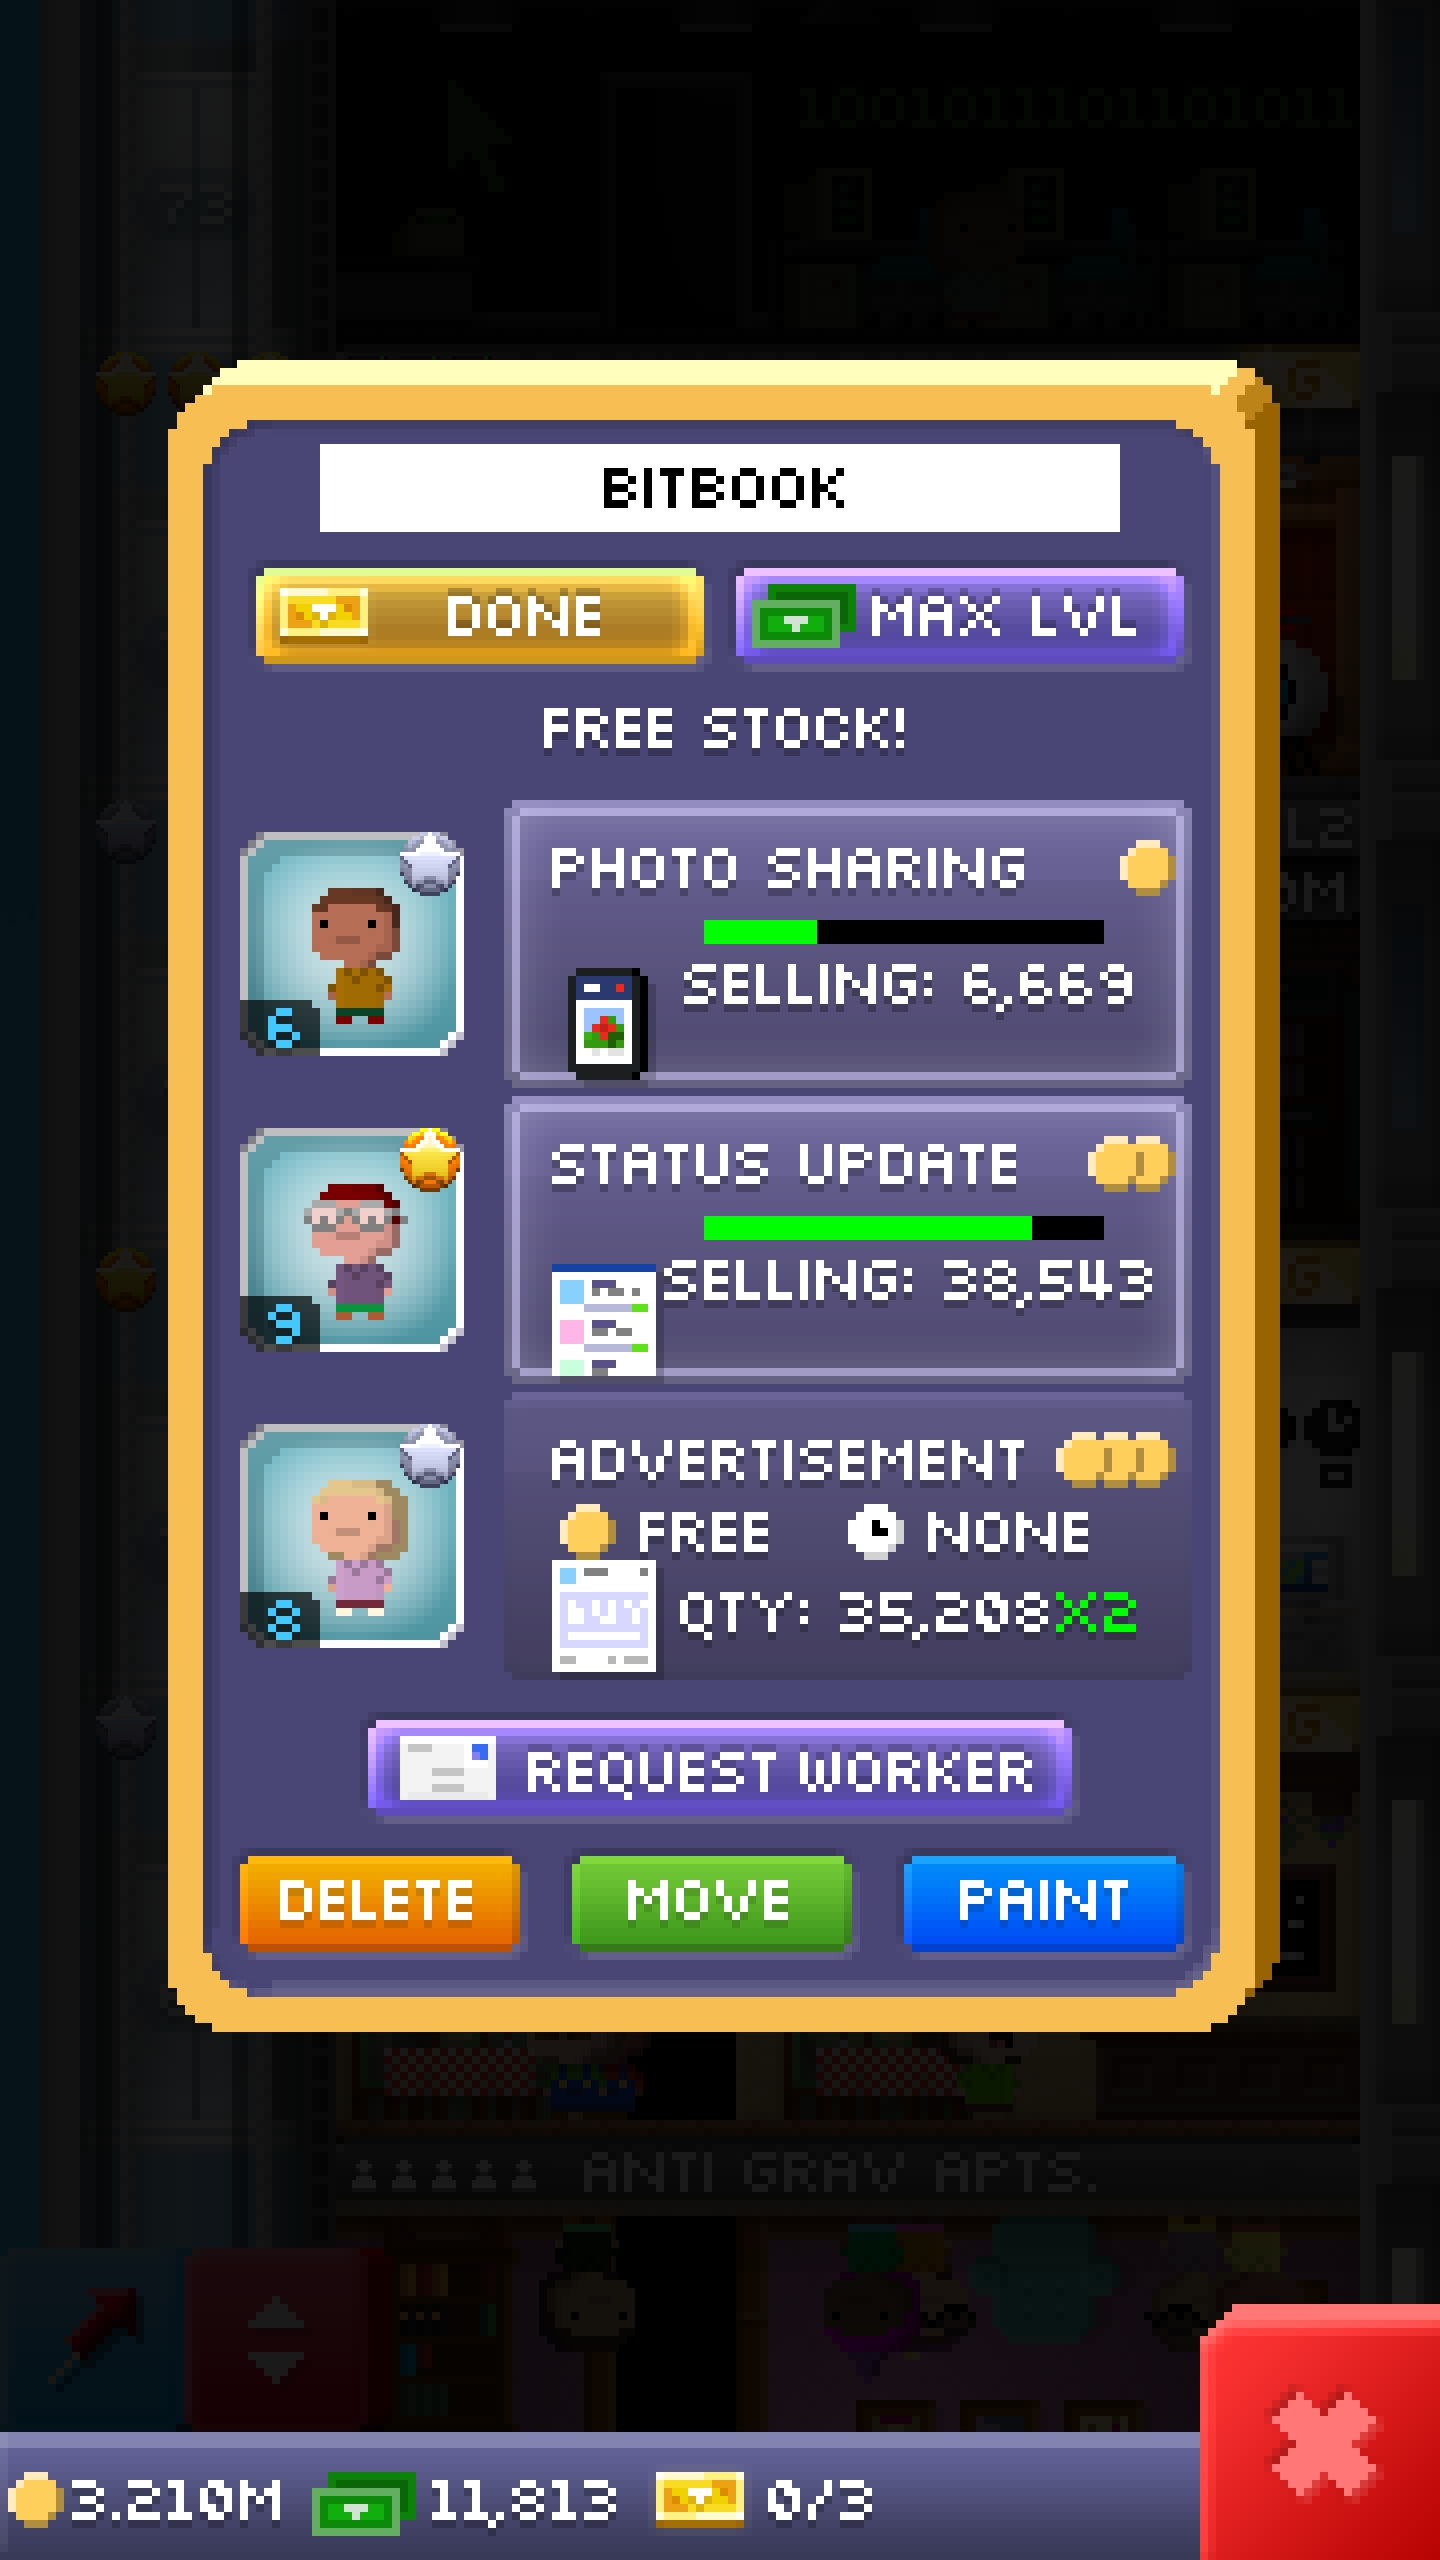 1001011101101011
73
G
BITBOOK
DONE
MAX LVL
FREE STOCK!
PHOTO SHARING
SELLING: 6,669
6
STATUS UPDATE
SELLING: 38,543
9
G
ADVERTISEMENT
FREE NONE
QTY: 35,208X2
8
G
REQUEST WORKER
DELETE MOVE PAINT
ANTI GRAV APTS.
3.210M 11,813 0/3